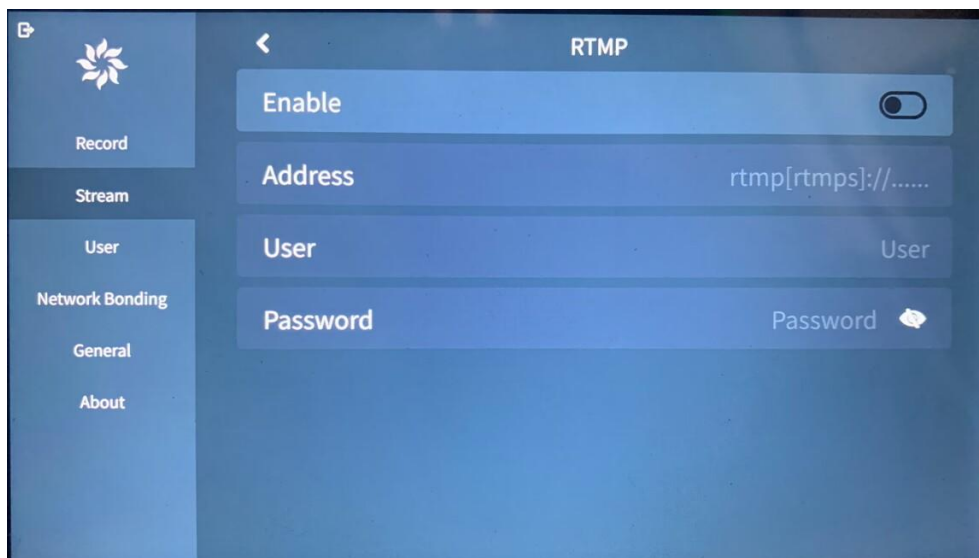 RTMP
Record
Stream
User
Network Bonding
General
About
Enable
Address rtmp[rtmps]://......
User User
Password Password